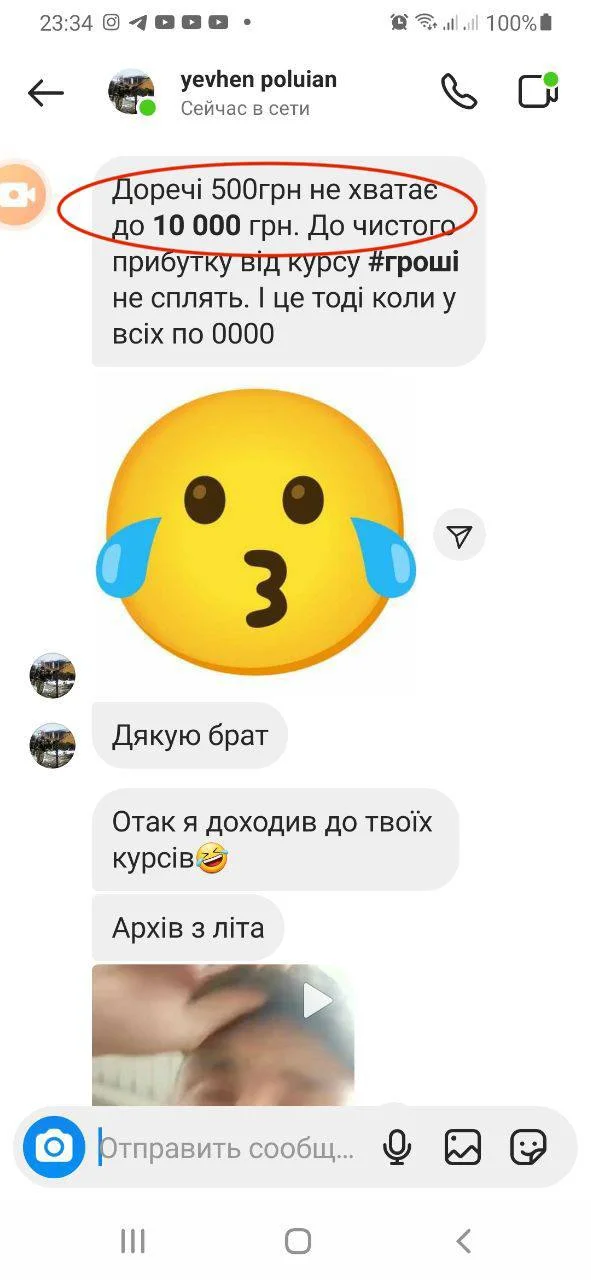 23:34
100%
yevhen poluian
Сейчас в сети
Доречі 500грн не хватає
до 10 000 грн. До чистого
прибутку від курсу #гроші
не сплять. І це тоді коли у
всіх по 0000
Дякую брат
Отак я доходив до твоїх
курсів🤣
Архів з літа
Отправить сообщ...